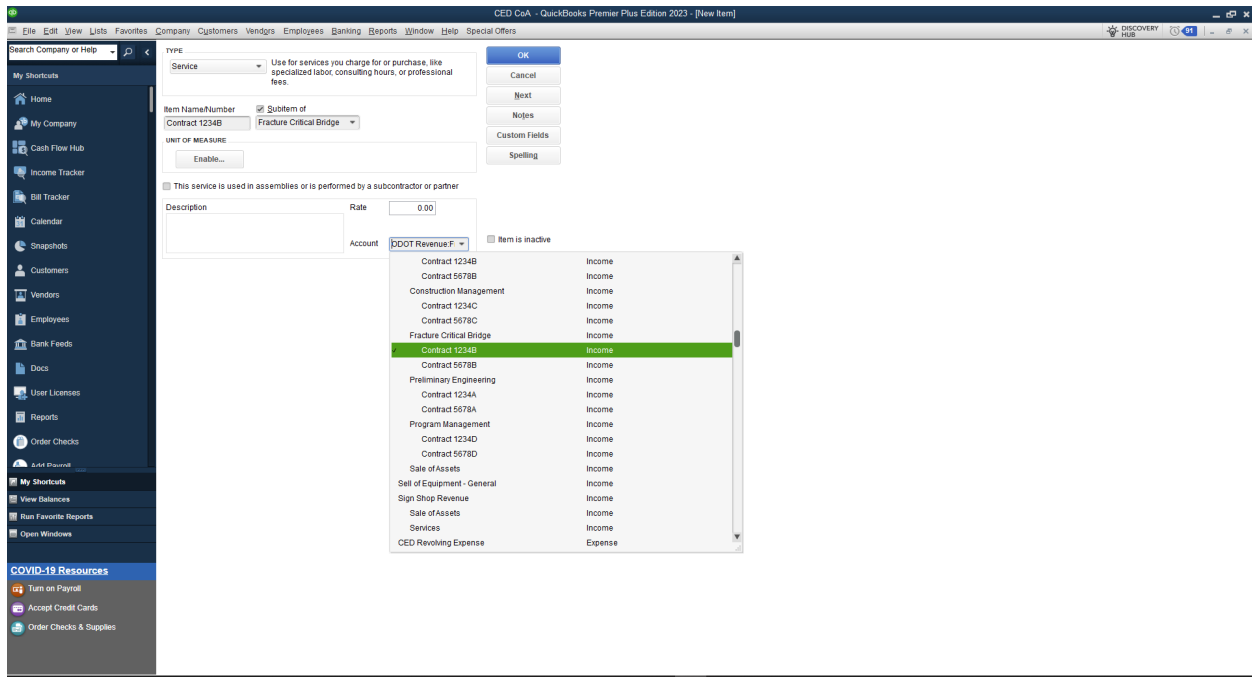 qb
CED CoA - QuickBooks Premier Plus Edition 2023 - [New Item]
File Edit View Lists Favorites Company Customers Vendors Employees Banking Reports Window Help Special Offers
DISCOVERY HUB
91
Search Company or Help
My Shortcuts
Home
My Company
Cash Flow Hub
Income Tracker
Bill Tracker
Calendar
Snapshots
Customers
Vendors
Employees
Bank Feeds
Docs
User Licenses
Reports
Order Checks
Add Payroll
My Shortcuts
View Balances
Run Favorite Reports
Open Windows
COVID-19 Resources
Turn on Payroll
Accept Credit Cards
Order Checks & Supplies
TYPE
Service
Use for services you charge for or purchase, like
specialized labor, consulting hours, or professional
fees.
Item Name/Number
Subitem of
Contract 1234B
Fracture Critical Bridge
UNIT OF MEASURE
Enable...
This service is used in assemblies or is performed by a subcontractor or partner
Description
Rate
0.00
Account
ODOT Revenue:F
OK
Cancel
Next
Notes
Custom Fields
Spelling
Item is inactive
Contract 1234B Income
Contract 5678B Income
Construction Management Income
Contract 1234C Income
Contract 5678C Income
Fracture Critical Bridge Income
✓ Contract 1234B Income
Contract 5678B Income
Preliminary Engineering Income
Contract 1234A Income
Contract 5678A Income
Program Management Income
Contract 1234D Income
Contract 5678D Income
Sale of Assets Income
Sell of Equipment - General Income
Sign Shop Revenue Income
Sale of Assets Income
Services Income
CED Revolving Expense Expense